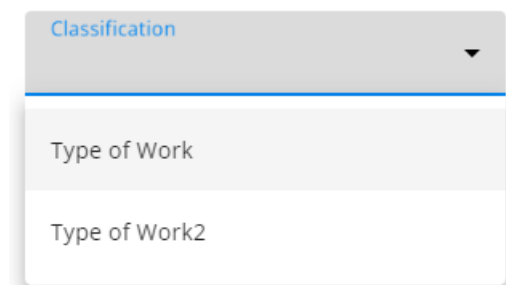 Classification
Type of Work
Type of Work2